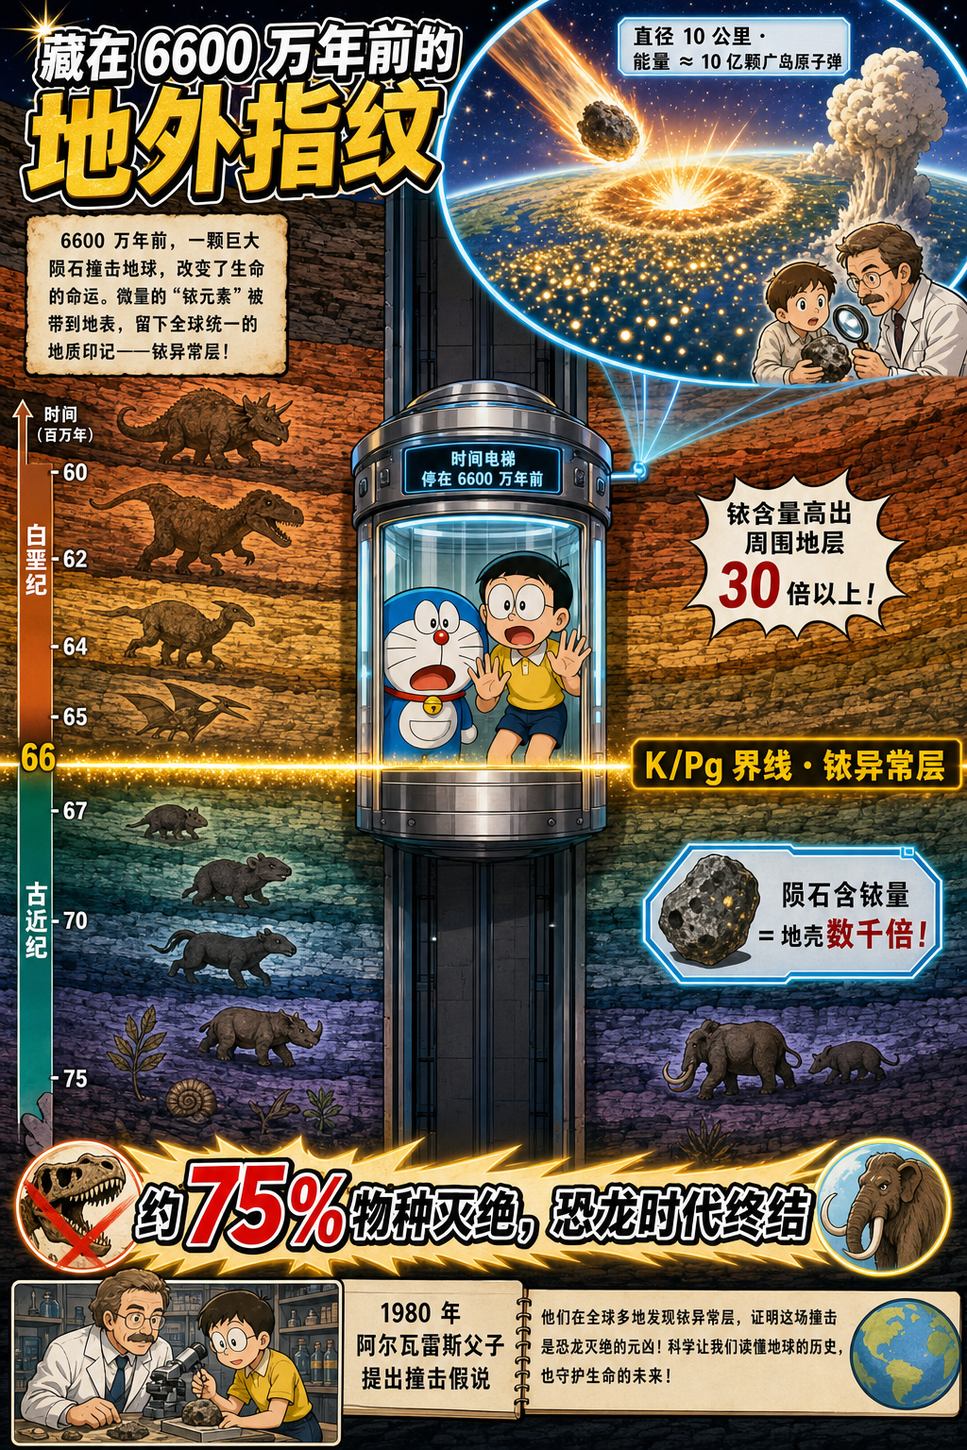 藏在 6600 万年前的
地外指纹
直径 10 公里·
能量 ≈ 10 亿颗广岛原子弹
6600 万年前，一颗巨大
陨石撞击地球，改变了生命
的命运。微量的“铱元素”被
带到地表，留下全球统一的
地质印记——铱异常层！
时间
（百万年）
60
62
64
65
66
67
70
75
白垩纪
古近纪
时间电梯
停在 6600 万年前
铱含量高出
周围地层
30 倍以上！
K/Pg 界线·铱异常层
陨石含铱量
= 地壳数千倍！
约75%物种灭绝，恐龙时代终结
1980 年
阿尔瓦雷斯父子
提出撞击假说
他们在全球多地发现铱异常层，证明这场撞击
是恐龙灭绝的元凶！科学让我们读懂地球的历史，
也守护生命的未来！